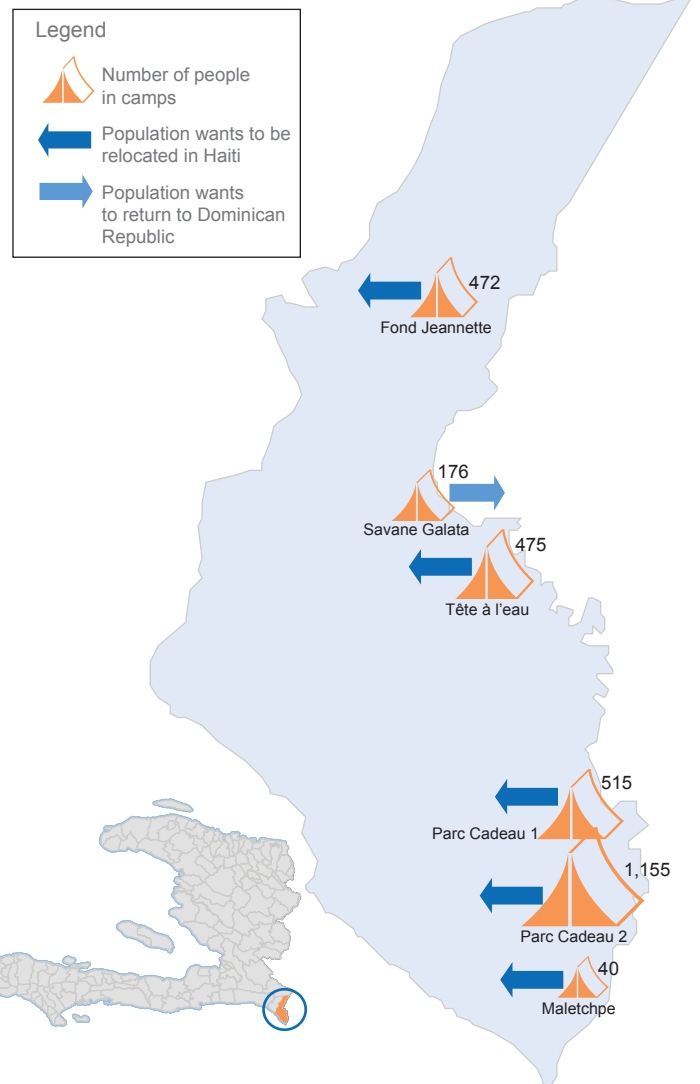 Legend
Number of people
in camps
Population wants to be
relocated in Haiti
Population wants
to return to Dominican
Republic
472
Fond Jeannette
176
Savane Galata
475
Tête à l'eau
515
Parc Cadeau 1
1,155
Parc Cadeau 2
40
Maletchpe